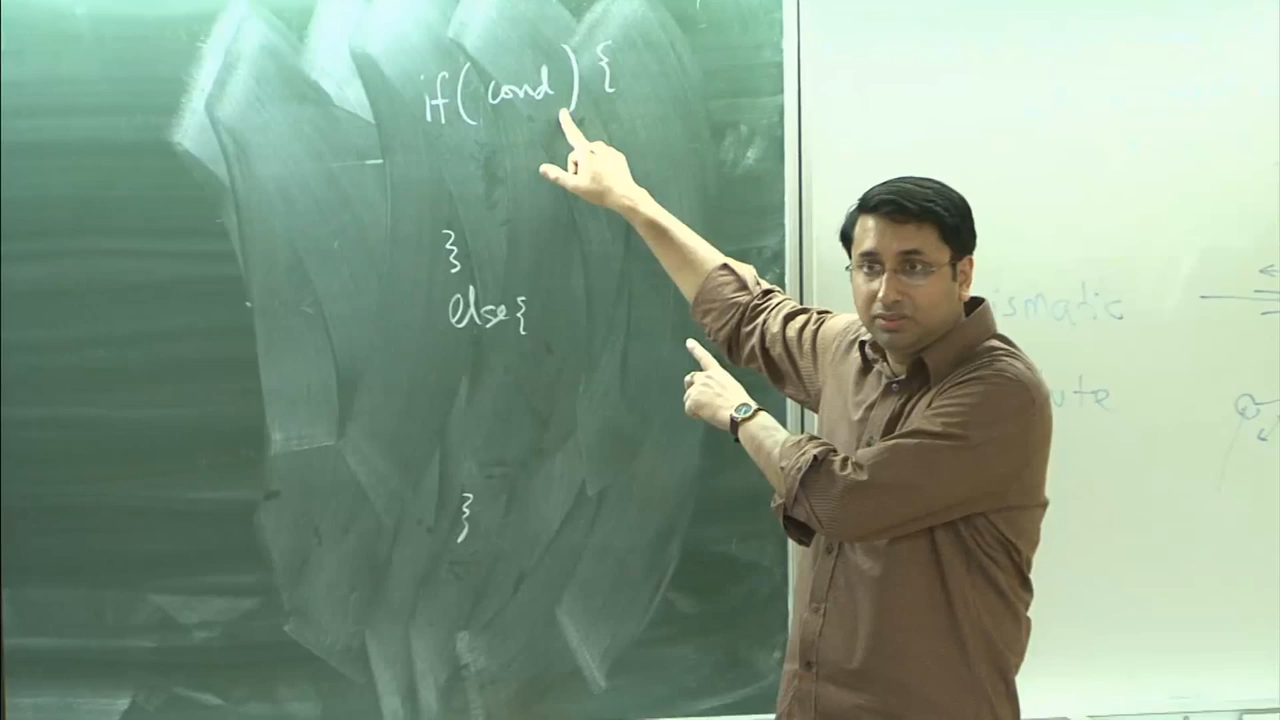 if(cond) {
}
else{
}
ismatic
ute